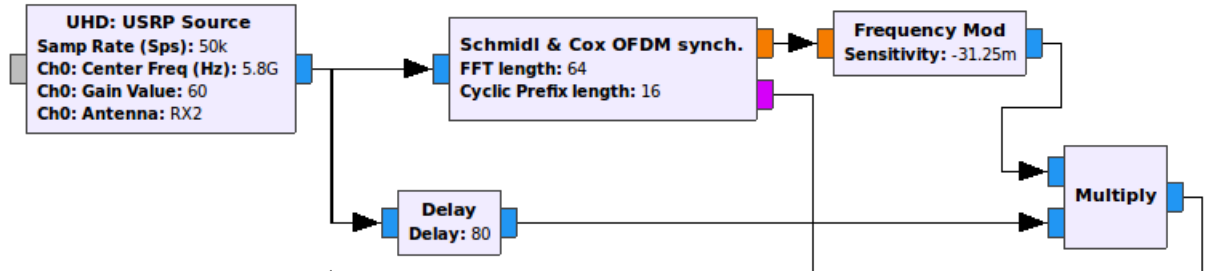 UHD: USRP Source
Samp Rate (Sps): 50k
Ch0: Center Freq (Hz): 5.8G
Ch0: Gain Value: 60
Ch0: Antenna: RX2
Schmidl & Cox OFDM synch.
FFT length: 64
Cyclic Prefix length: 16
Frequency Mod
Sensitivity: -31.25m
Delay
Delay: 80
Multiply